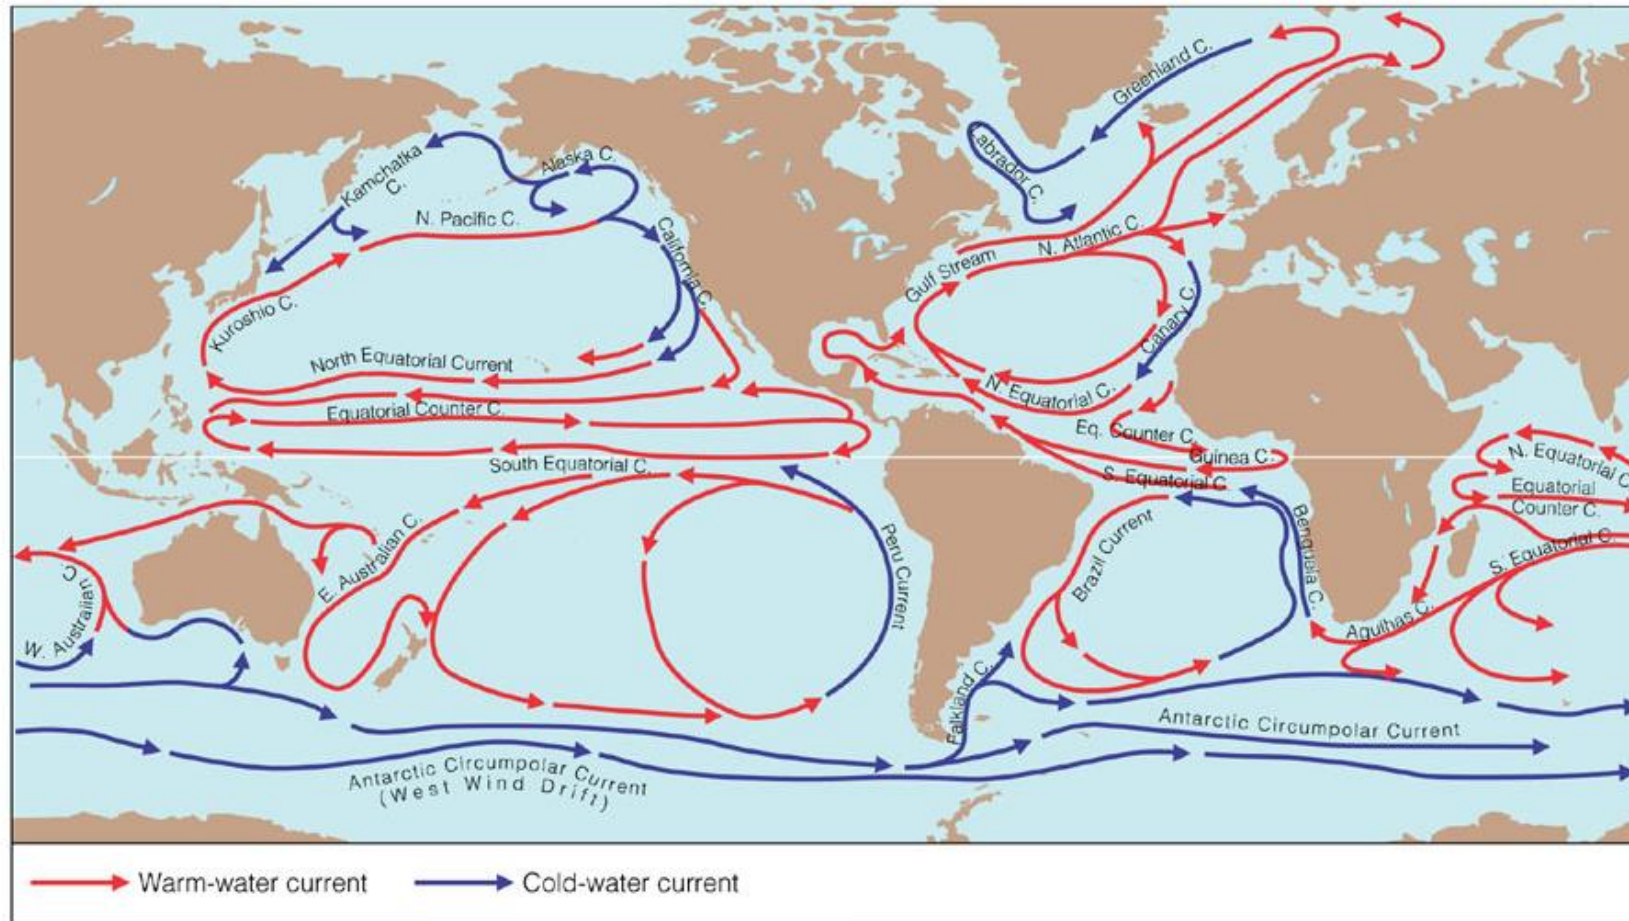 Greenland C.
Labrador C.
Kamchatka
C.
Alaska C.
N. Pacific C.
California C.
Kuroshio C.
North Equatorial Current
Equatorial Counter C.
South Equatorial C.
Gulf Stream
N. Atlantic C.
Canary C.
N. Equatorial C.
Eq. Counter C.
Guinea C.
S. Equatorial C.
N. Equatorial C
Equatorial
Counter C.
S. Equatorial C.
E. Australian C.
W. Australian C.
Peru Current
Brazil Current
Benguela C.
Agulhas C.
Falkland C.
Antarctic Circumpolar Current
Antarctic Circumpolar Current
(West Wind Drift)
Warm-water current
Cold-water current